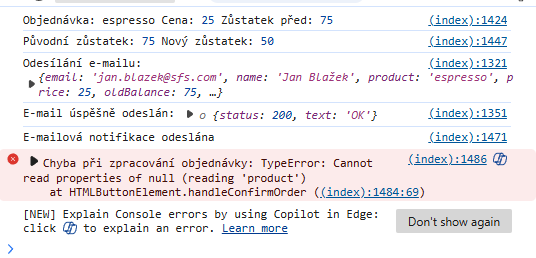 Objednávka: espresso Cena: 25 Zůstatek před: 75 (index):1424
Původní zůstatek: 75 Nový zůstatek: 50 (index):1447
Odesílání e-mailu: (index):1321
{email: 'jan.blazek@sfs.com', name: 'Jan Blažek', product: 'espresso', p
rice: 25, oldBalance: 75, …}
E-mail úspěšně odeslán: o {status: 200, text: 'OK'} (index):1351
E-mailová notifikace odeslána (index):1471
Chyba při zpracování objednávky: TypeError: Cannot (index):1486
read properties of null (reading 'product')
at HTMLButtonElement.handleConfirmOrder ((index):1484:69)
[NEW] Explain Console errors by using Copilot in Edge: Don't show again
click to explain an error. Learn more